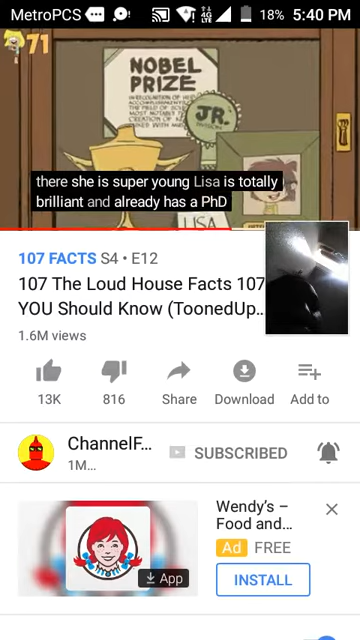 MetroPCS 4G LTE 18% 5:40 PM
71
NOBEL
PRIZE
JR.
there she is super young Lisa is totally
brilliant and already has a PhD
LISA
107 FACTS S4 • E12
107 The Loud House Facts 107
YOU Should Know (ToonedUp...
1.6M views
13K 816 Share Download Add to
ChannelF...
1M...
SUBSCRIBED
Wendy's –
Food and...
Ad FREE
App
INSTALL